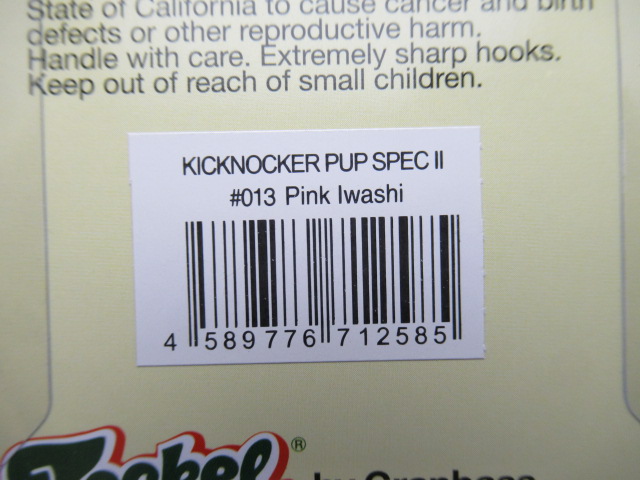 State of California to cause cancer and birth
defects or other reproductive harm.
Handle with care. Extremely sharp hooks.
Keep out of reach of small children.
KICKNOCKER PUP SPEC II
#013 Pink Iwashi
4 589776 712585
®
by